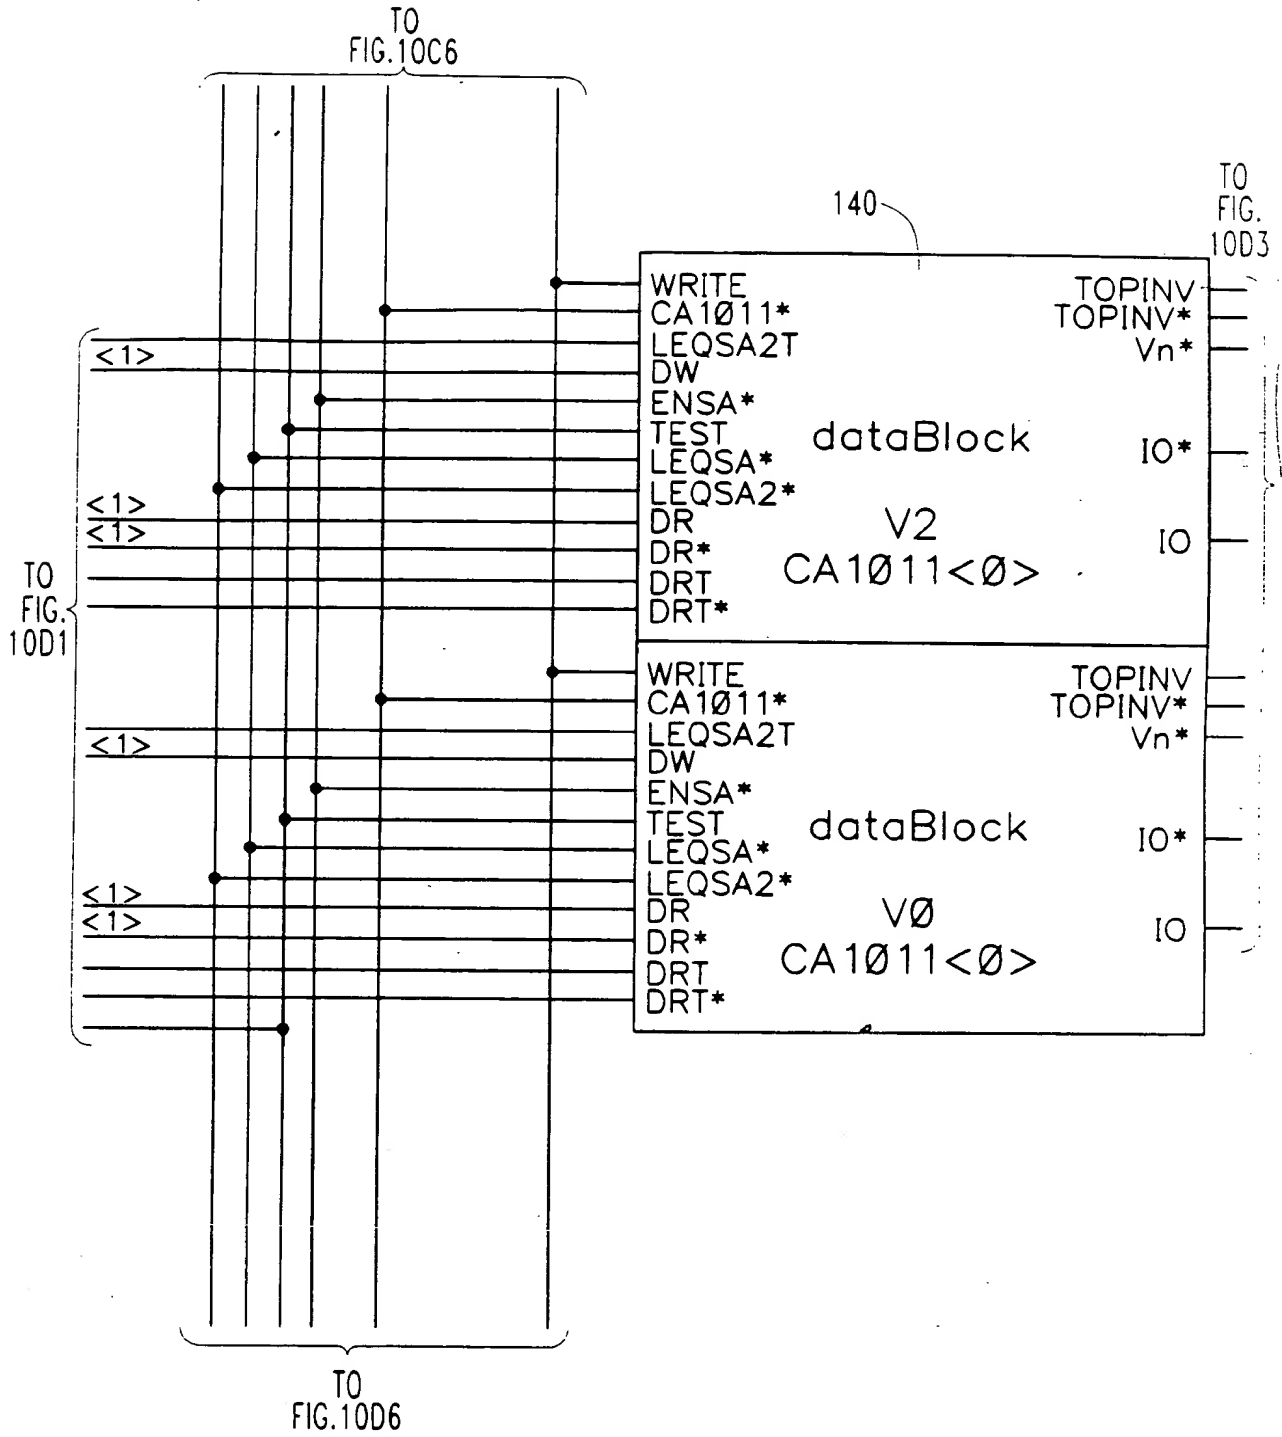 TO
FIG.10C6
140
TO
FIG.
10D3
WRITE
CA1Ø11*
LEQSA2T
<1>
DW
ENSA*
TEST
LEQSA*
LEQSA2*
<1>
DR
<1>
DR*
DRT
DRT*
dataBlock
V2
CA1Ø11<Ø>
TOPINV
TOPINV*
Vn*
IO*
IO
TO
FIG.
10D1
WRITE
CA1Ø11*
LEQSA2T
<1>
DW
ENSA*
TEST
LEQSA*
LEQSA2*
<1>
DR
<1>
DR*
DRT
DRT*
dataBlock
VØ
CA1Ø11<Ø>
TOPINV
TOPINV*
Vn*
IO*
IO
TO
FIG.10D6